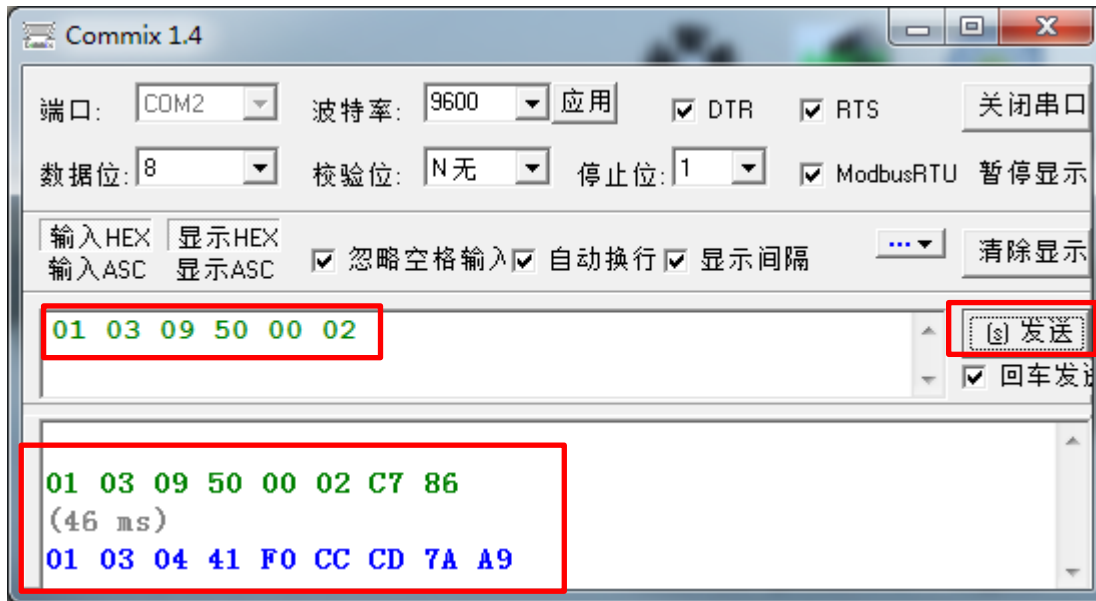 Commix 1.4
端口: COM2 波特率: 9600 应用 DTR RTS 关闭串口
数据位: 8 校验位: N 无 停止位: 1 ModbusRTU 暂停显示
输入HEX 显示HEX
输入ASC 显示ASC
忽略空格输入 自动换行 显示间隔 ... 清除显示
01 03 09 50 00 02
(s) 发送
回车发送
01 03 09 50 00 02 C7 86
(46 ms)
01 03 04 41 F0 CC CD 7A A9